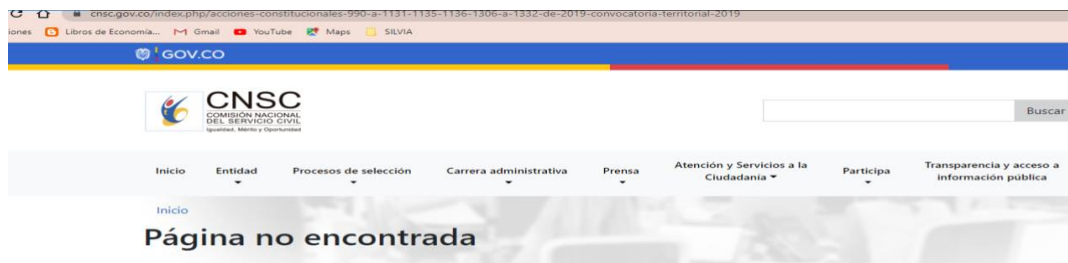 cnsc.gov.co/index.php/acciones-constitucionales-990-a-1131-1135-1136-1306-a-1332-de-2019-convocatoria-territorial-2019
iones Libros de Economía... Gmail YouTube Maps SILVIA
GOV.CO
CNSC
COMISIÓN NACIONAL
DEL SERVICIO CIVIL
Igualdad, Mérito y Oportunidad
Buscar
Inicio Entidad Procesos de selección Carrera administrativa Prensa Atención y Servicios a la Ciudadanía Participa Transparencia y acceso a información pública
Inicio
Página no encontrada